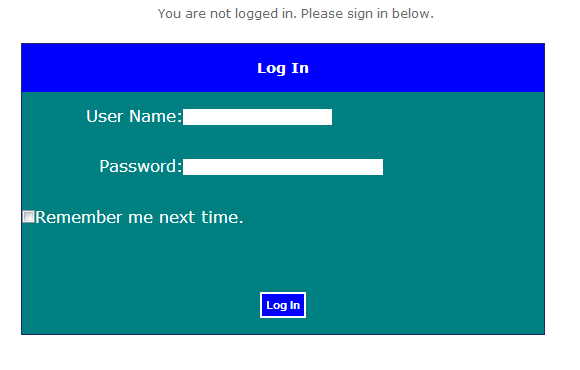 You are not logged in. Please sign in below.
Log In
User Name:
Password:
Remember me next time.
Log In